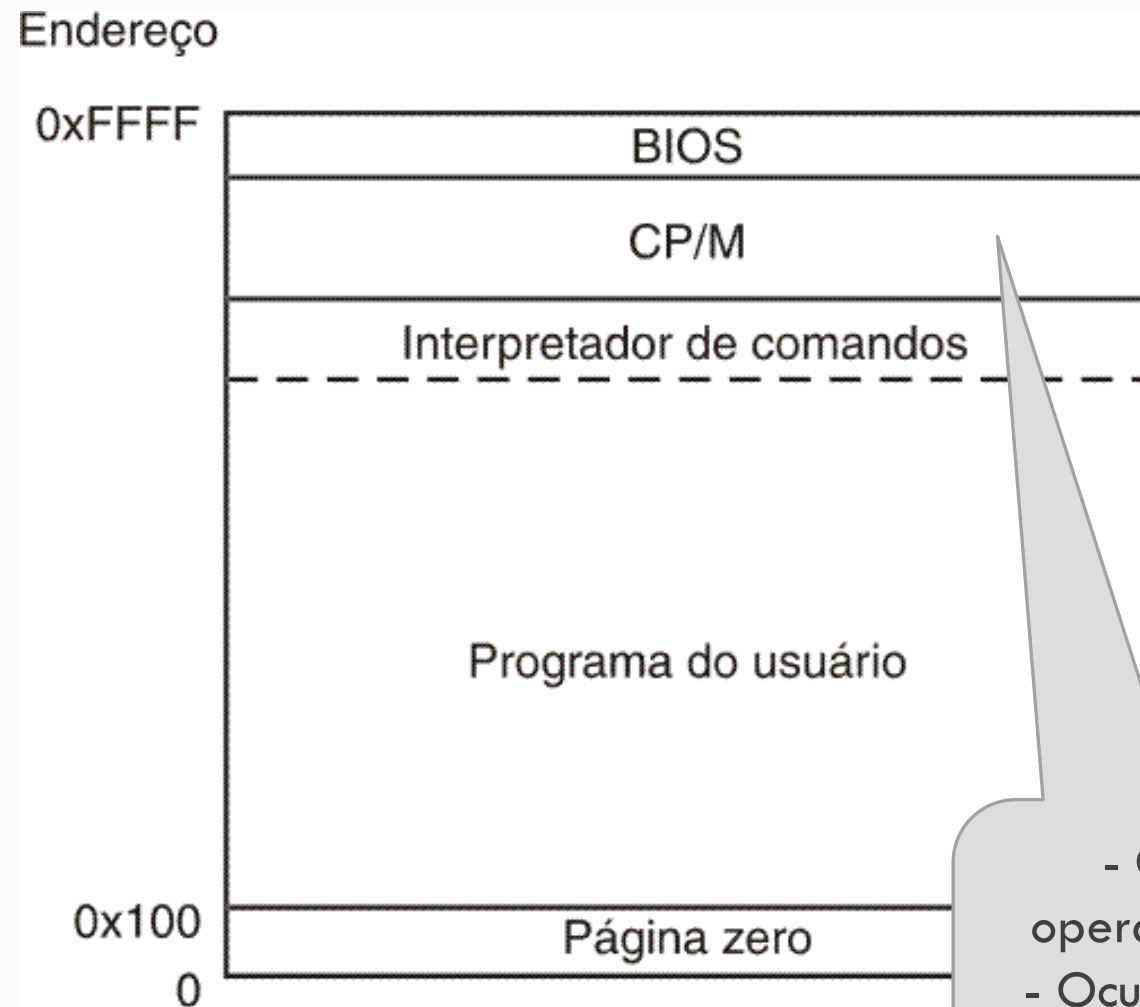 Endereço
0xFFFF
BIOS
CP/M
Interpretador de comandos
Programa do usuário
0x100
Página zero
0
-
-